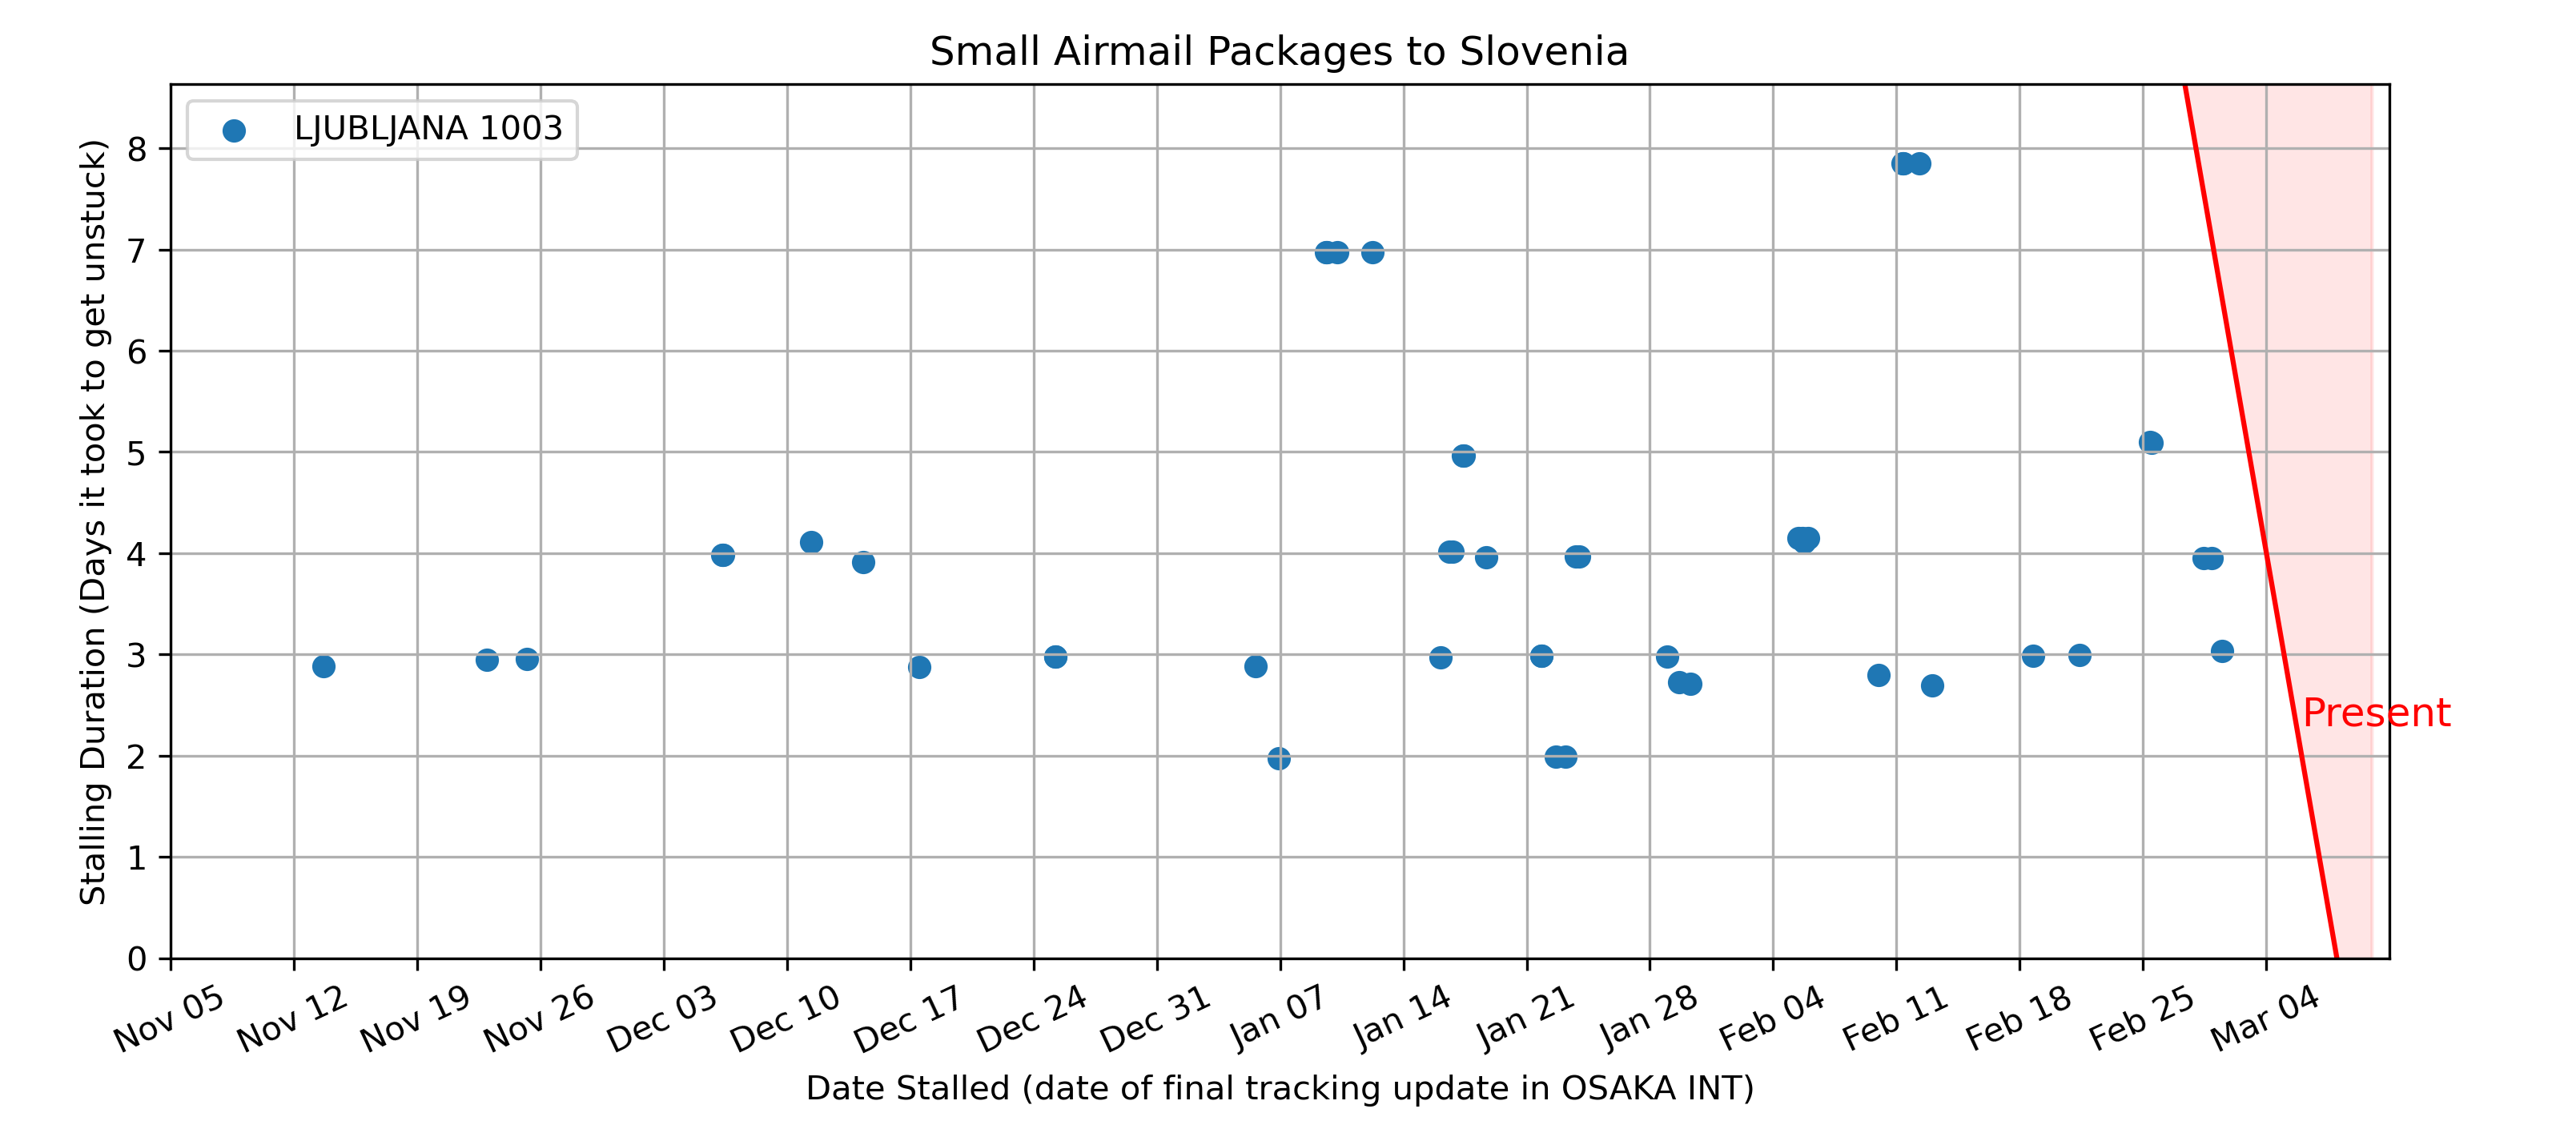 Small Airmail Packages to Slovenia
LJUBLJANA 1003
Stalling Duration (Days it took to get unstuck)
8
7
6
5
4
3
2
1
0
Present
Nov 05
Nov 12
Nov 19
Nov 26
Dec 03
Dec 10
Dec 17
Dec 24
Dec 31
Jan 07
Jan 14
Jan 21
Jan 28
Feb 04
Feb 11
Feb 18
Feb 25
Mar 04
Date Stalled (date of final tracking update in OSAKA INT)